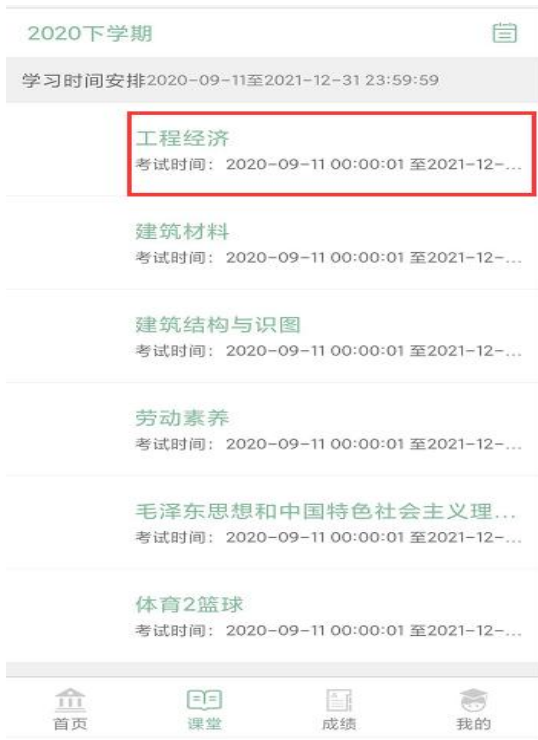 2020下学期
学习时间安排2020-09-11至2021-12-31 23:59:59
工程经济
考试时间: 2020-09-11 00:00:01 至2021-12-...
建筑材料
考试时间: 2020-09-11 00:00:01 至2021-12-...
建筑结构与识图
考试时间: 2020-09-11 00:00:01 至2021-12-...
劳动素养
考试时间: 2020-09-11 00:00:01 至2021-12-...
毛泽东思想和中国特色社会主义理...
考试时间: 2020-09-11 00:00:01 至2021-12-...
体育2篮球
考试时间: 2020-09-11 00:00:01 至2021-12-...
首页 课堂 成绩 我的